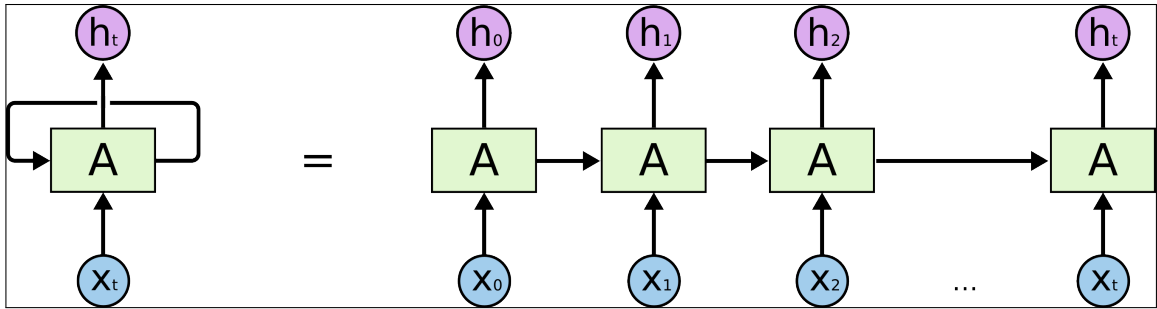 hₜ h₀ h₁ h₂ hₜ
A = A A A A
xₜ x₀ x₁ x₂ ... xₜ